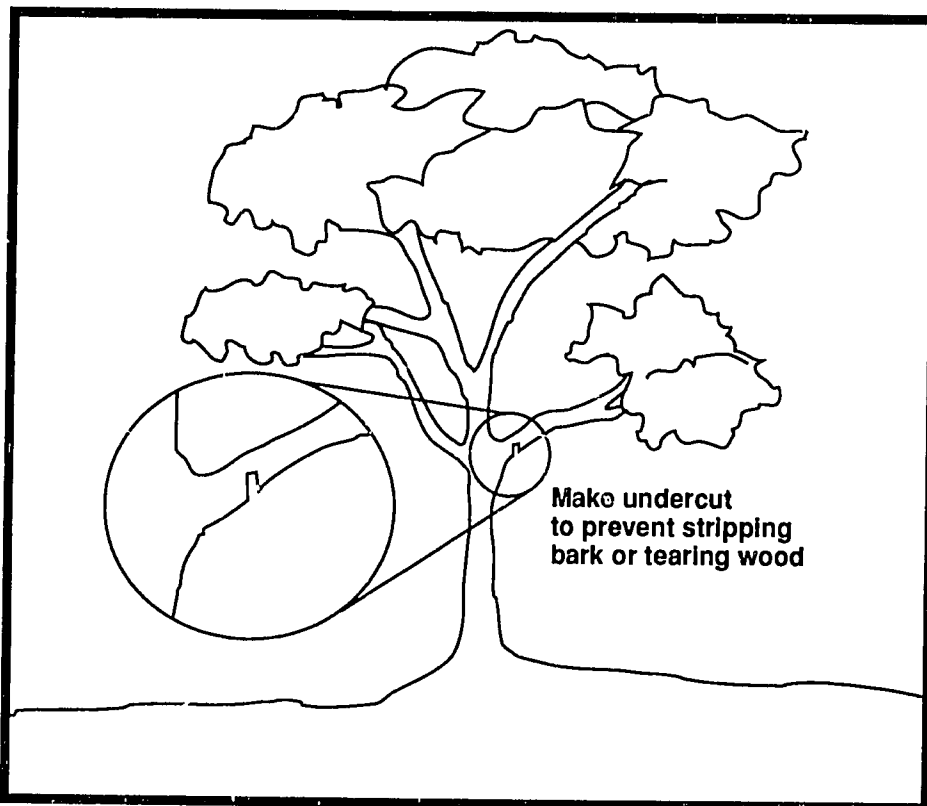 Make undercut
to prevent stripping
bark or tearing wood